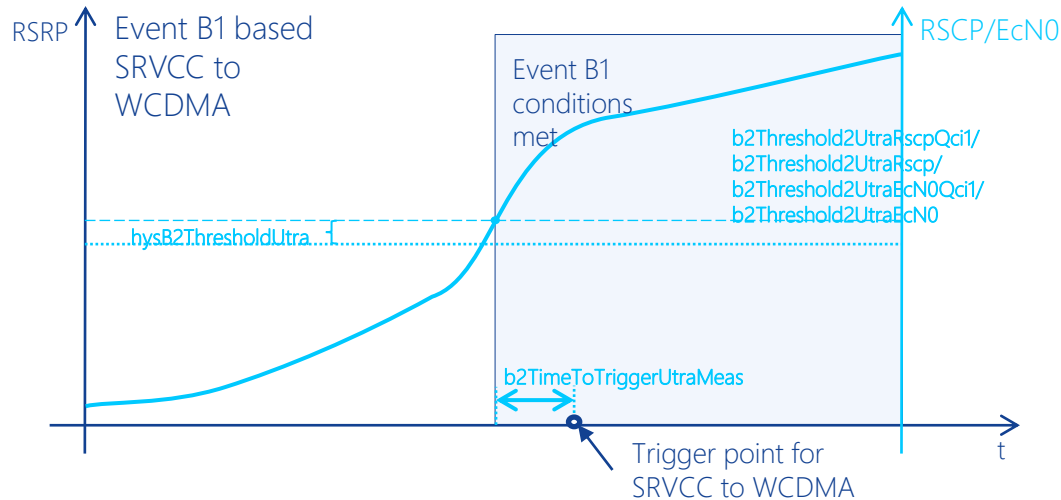 RSRP
Event B1 based
SRVCC to
WCDMA
RSCP/EcN0
Event B1
conditions
met
b2Threshold2UtraRscpQci1/
b2Threshold2UtraRscp/
b2Threshold2UtraEcN0Qci1/
b2Threshold2UtraEcN0
hysB2ThresholdUtra
b2TimeToTriggerUtraMeas
t
Trigger point for
SRVCC to WCDMA